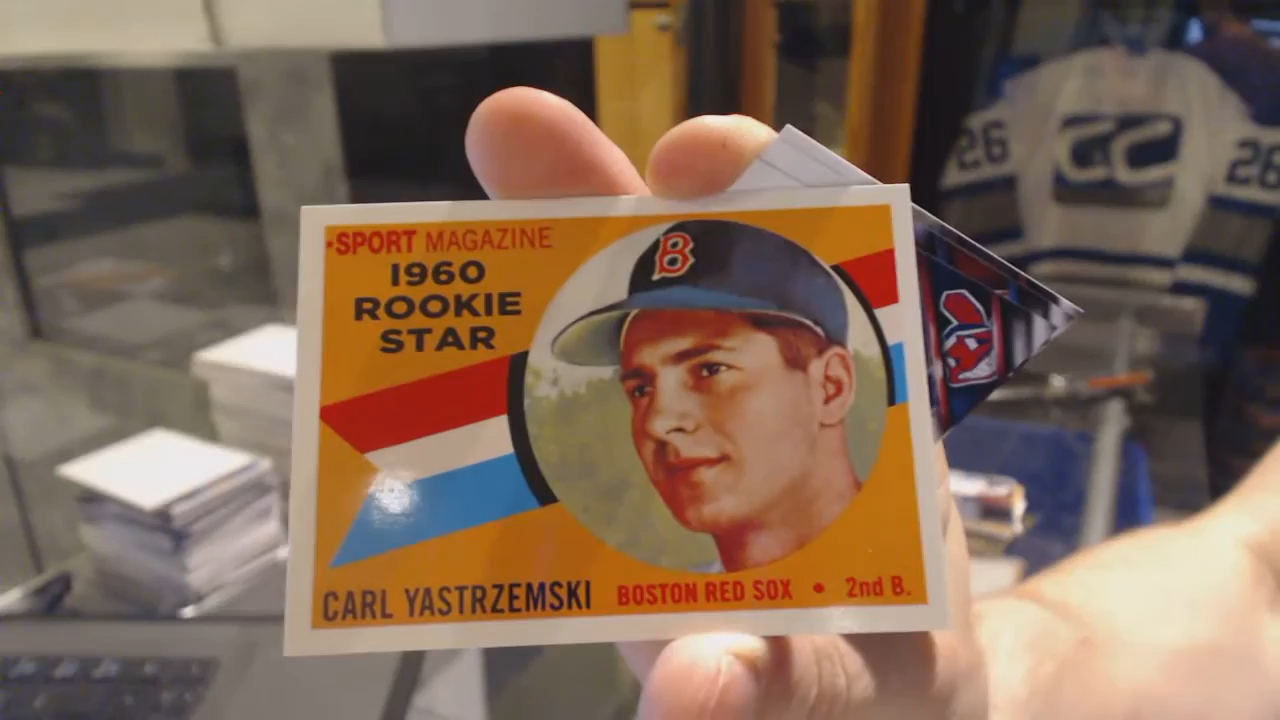 •SPORT MAGAZINE
1960
ROOKIE
STAR
B
CARL YASTRZEMSKI BOSTON RED SOX • 2nd B.
26
26